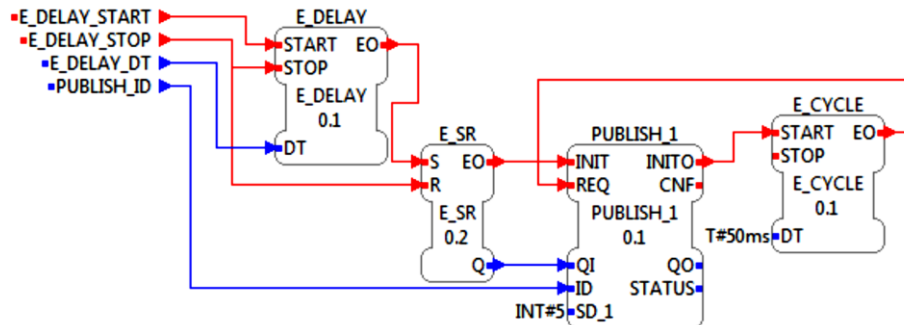 E_DELAY_START
E_DELAY_STOP
E_DELAY_DT
PUBLISH_ID
E_DELAY
START EO
STOP
E_DELAY
0.1
DT
E_SR
S EO
R
E_SR
0.2
Q
PUBLISH_1
INIT INITO
REQ CNF
PUBLISH_1
0.1
QI QO
ID STATUS
INT#5 SD_1
E_CYCLE
START EO
STOP
E_CYCLE
0.1
T#50ms DT